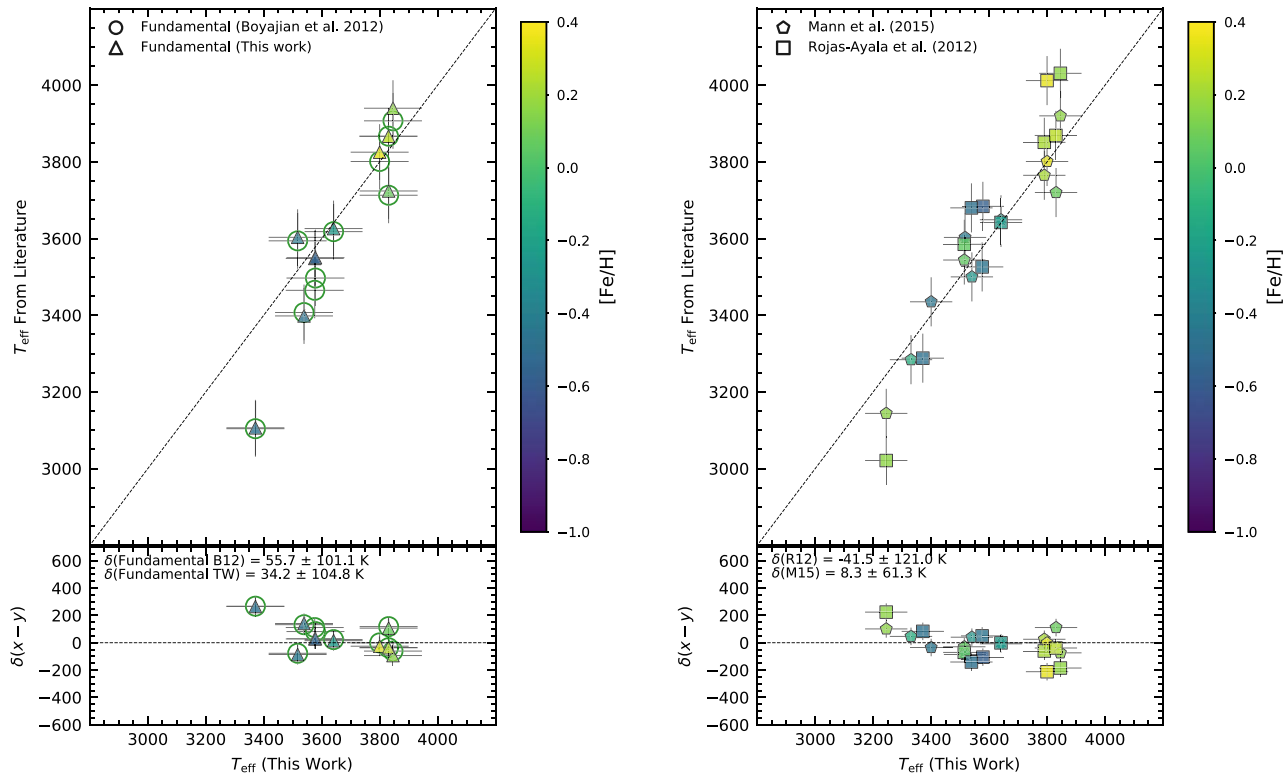 Fundamental (Boyajian et al. 2012)
Fundamental (This work)
4000
3800
3600
3400
3200
3000
T_eff From Literature
0.4
0.2
0.0
−0.2
−0.4
−0.6
−0.8
−1.0
[Fe/H]
δ(Fundamental B12) = 55.7 ± 101.1 K
δ(Fundamental TW) = 34.2 ± 104.8 K
600
400
200
0
−200
−400
−600
δ(x − y)
3000 3200 3400 3600 3800 4000
T_eff (This Work)
Mann et al. (2015)
Rojas-Ayala et al. (2012)
4000
3800
3600
3400
3200
3000
T_eff From Literature
0.4
0.2
0.0
−0.2
−0.4
−0.6
−0.8
−1.0
[Fe/H]
δ(R12) = -41.5 ± 121.0 K
δ(M15) = 8.3 ± 61.3 K
600
400
200
0
−200
−400
−600
δ(x − y)
3000 3200 3400 3600 3800 4000
T_eff (This Work)